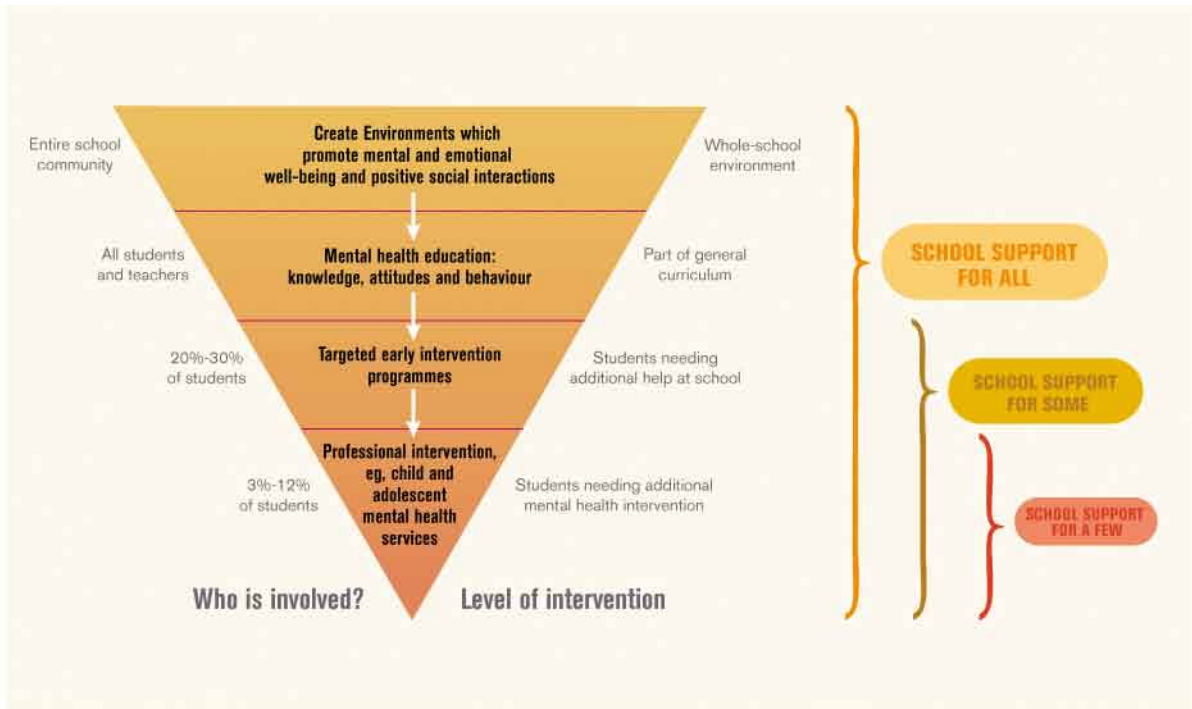 Entire school
community
Create Environments which
promote mental and emotional
well-being and positive social interactions
Whole-school
environment
All students
and teachers
Mental health education:
knowledge, attitudes and behaviour
Part of general
curriculum
20%-30%
of students
Targeted early intervention
programmes
Students needing
additional help at school
3%-12%
of students
Professional intervention,
eg, child and
adolescent
mental health
services
Students needing additional
mental health intervention
Who is involved?
Level of intervention
SCHOOL SUPPORT
FOR ALL
SCHOOL SUPPORT
FOR SOME
SCHOOL SUPPORT
FOR A FEW